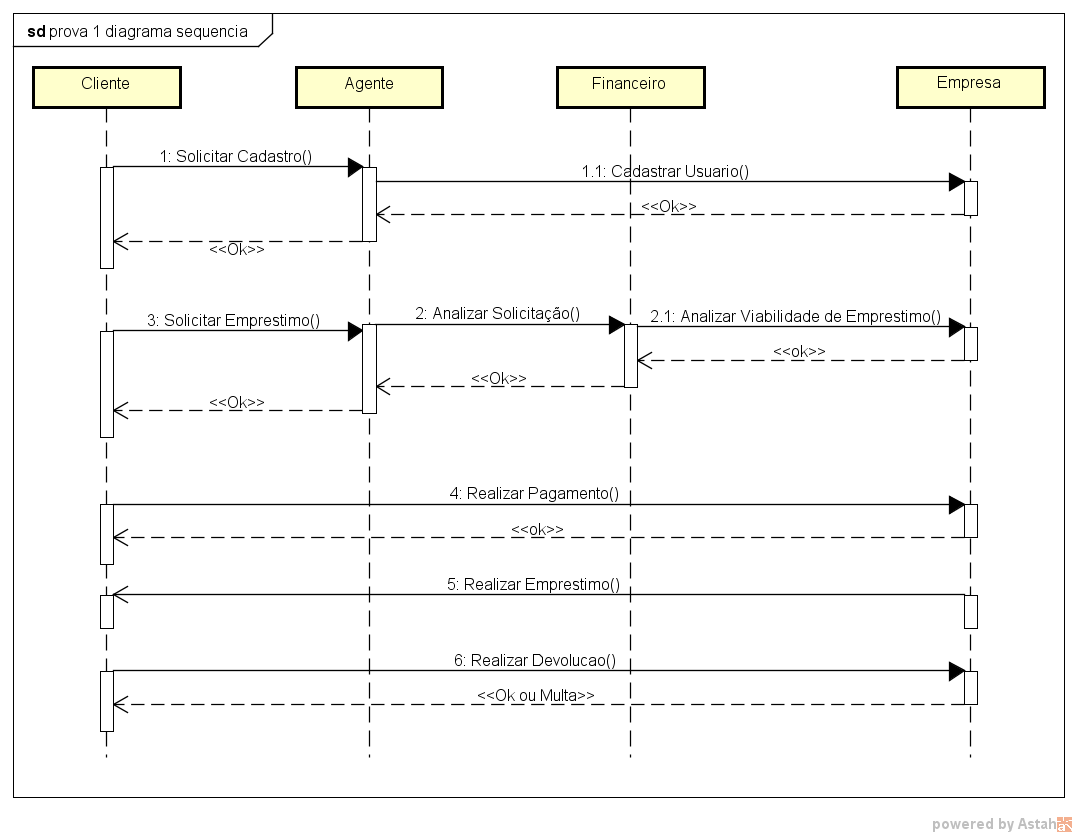 sd prova 1 diagrama sequencia
Cliente
Agente
Financeiro
Empresa
1: Solicitar Cadastro()
1.1: Cadastrar Usuario()
<<Ok>>
<<Ok>>
3: Solicitar Emprestimo()
2: Analizar Solicitação()
2.1: Analizar Viabilidade de Emprestimo()
<<ok>>
<<Ok>>
<<Ok>>
4: Realizar Pagamento()
<<ok>>
5: Realizar Emprestimo()
6: Realizar Devolucao()
<<Ok ou Multa>>
powered by Astah